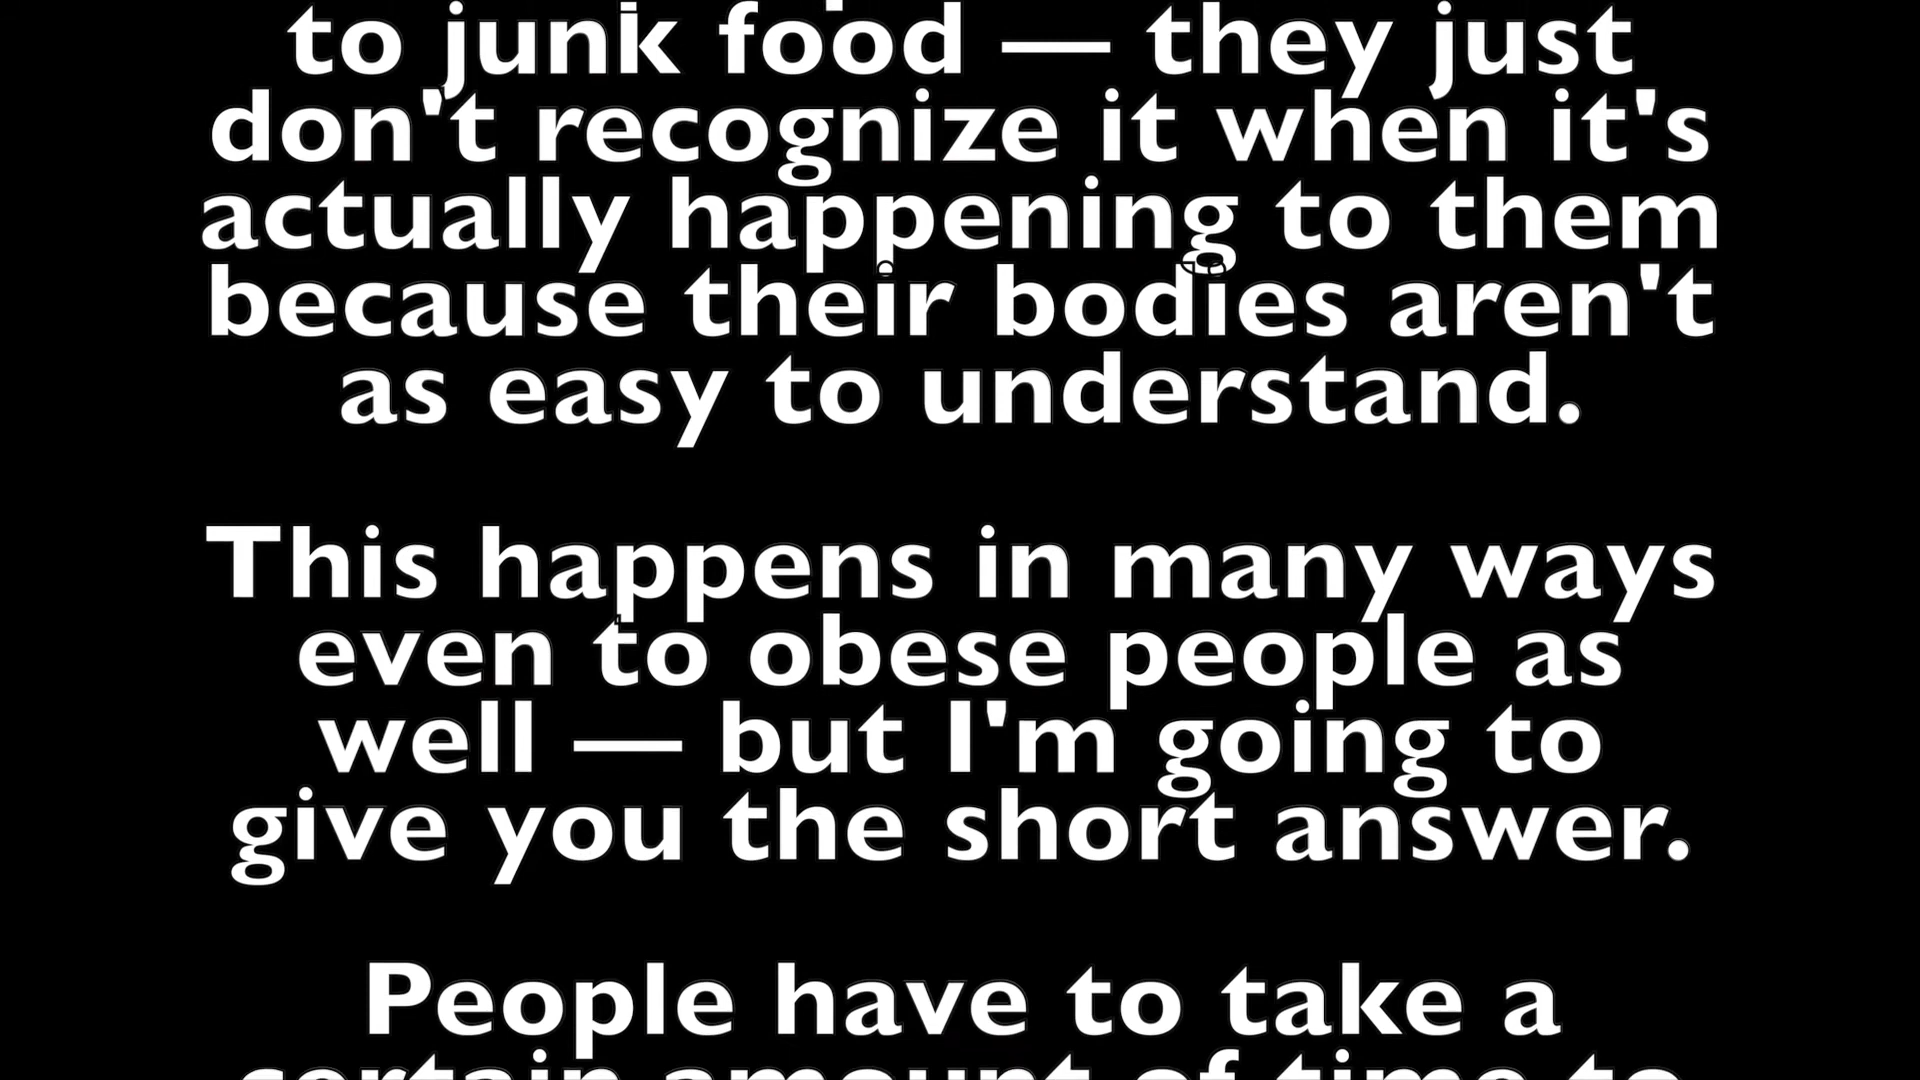 to junk food — they just
don't recognize it when it's
actually happening to them
because their bodies aren't
as easy to understand.
This happens in many ways
even to obese people as
well — but I'm going to
give you the short answer.
People have to take a
certain amount of time to